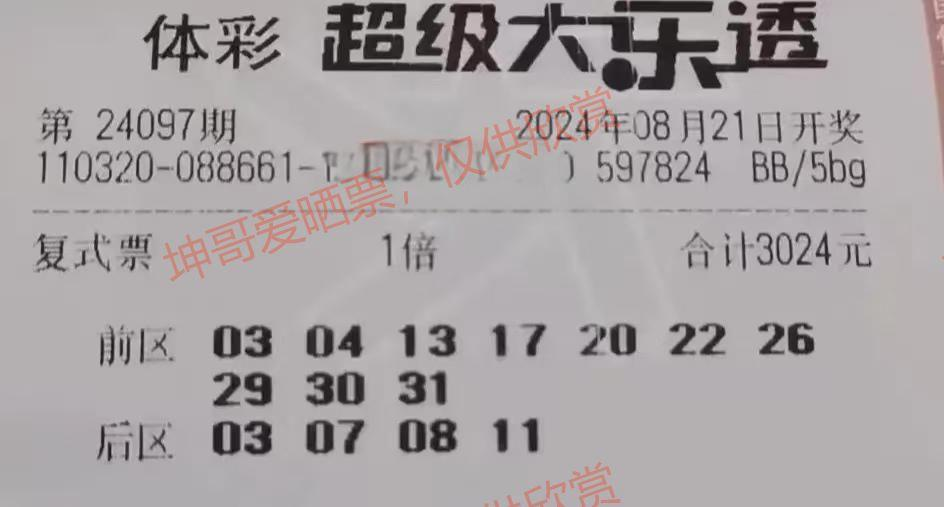 体彩 超级大乐透
第 24097期 2024年08月21日开奖
110320-088661- 597824 BB/5bg
坤哥爱晒票，仅供欣赏
复式票 1倍 合计3024元
前区 03 04 13 17 20 22 26
29 30 31
后区 03 07 08 11
供欣赏